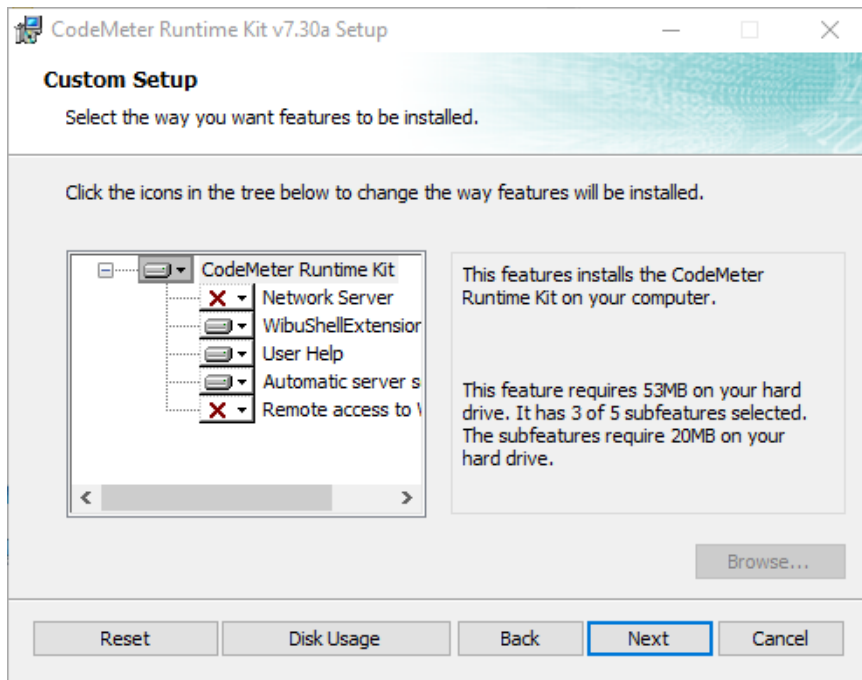 CodeMeter Runtime Kit v7.30a Setup
Custom Setup
Select the way you want features to be installed.
Click the icons in the tree below to change the way features will be installed.
CodeMeter Runtime Kit
Network Server
WibuShellExtension
User Help
Automatic server s
Remote access to
This features installs the CodeMeter
Runtime Kit on your computer.
This feature requires 53MB on your hard
drive. It has 3 of 5 subfeatures selected.
The subfeatures require 20MB on your
hard drive.
Browse...
Reset
Disk Usage
Back
Next
Cancel